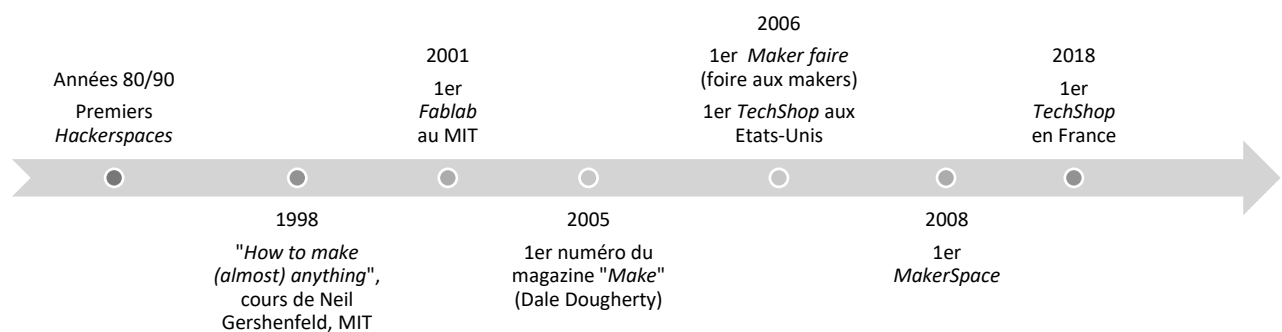 Années 80/90
Premiers
Hackerspaces
1998
"How to make
(almost) anything",
cours de Neil
Gershenfeld, MIT
2001
1er
Fablab
au MIT
2005
1er numéro du
magazine "Make"
(Dale Dougherty)
2006
1er Maker faire
(foire aux makers)
1er TechShop aux
Etats-Unis
2008
1er
MakerSpace
2018
1er
TechShop
en France